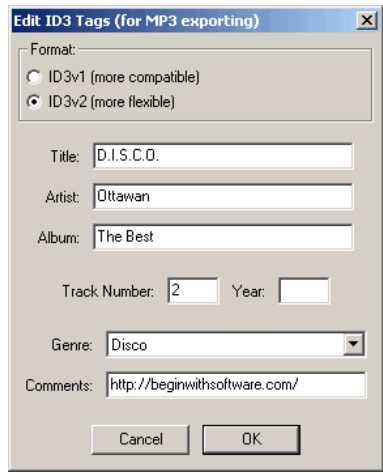 Edit ID3 Tags (for MP3 exporting)
Format:
ID3v1 (more compatible)
ID3v2 (more flexible)
Title: D.I.S.C.O.
Artist: Ottawan
Album: The Best
Track Number: 2 Year:
Genre: Disco
Comments: http://beginwithsoftware.com/
Cancel OK